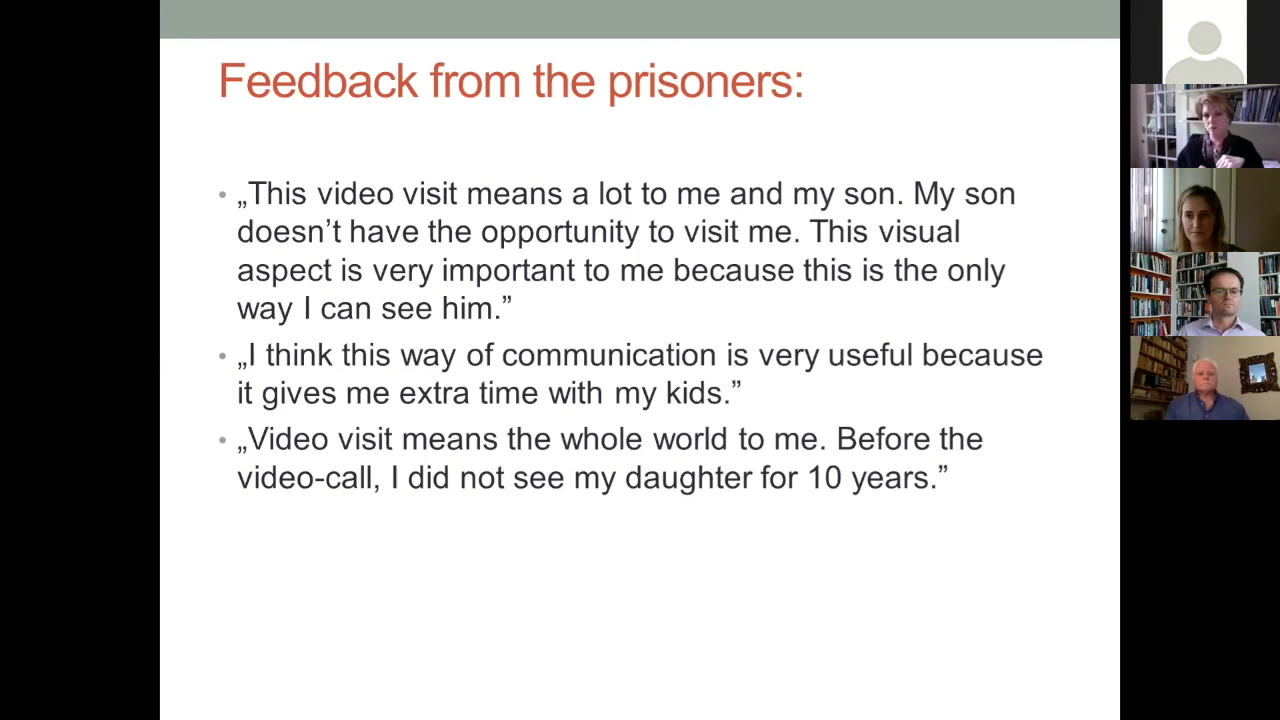 Feedback from the prisoners:
• „This video visit means a lot to me and my son. My son
doesn’t have the opportunity to visit me. This visual
aspect is very important to me because this is the only
way I can see him.”
• „I think this way of communication is very useful because
it gives me extra time with my kids.”
• „Video visit means the whole world to me. Before the
video-call, I did not see my daughter for 10 years.”